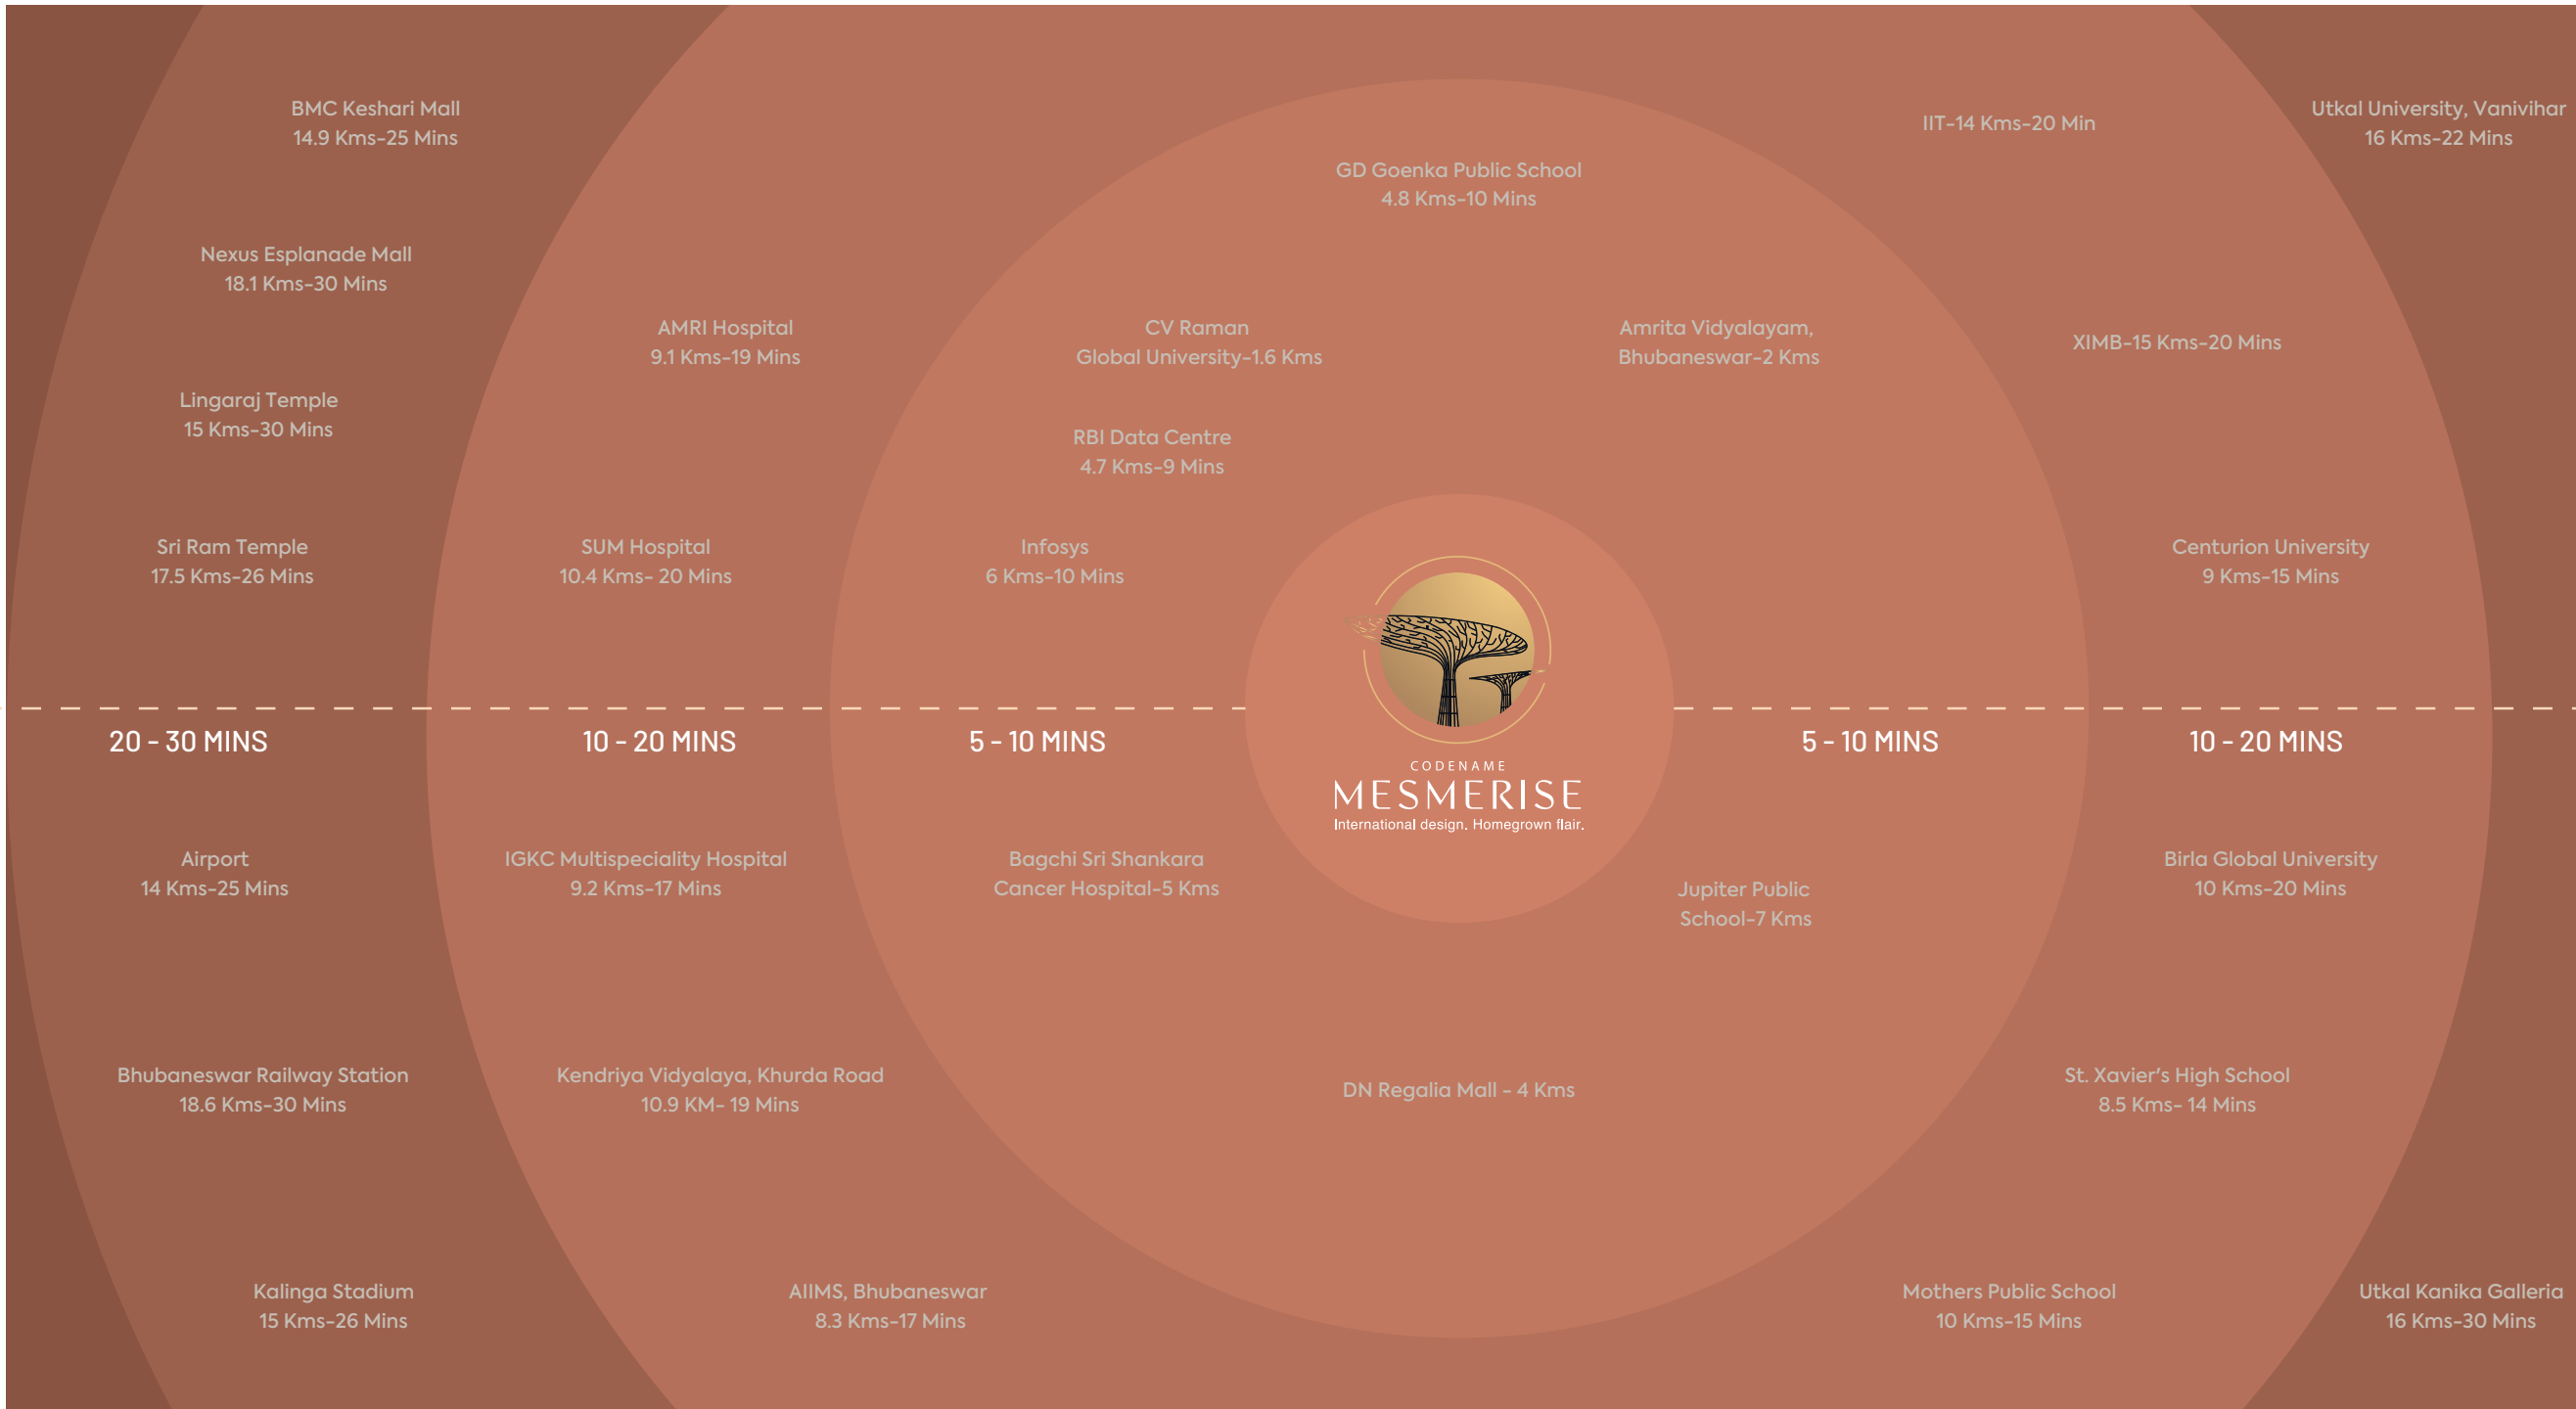 BMC Keshari Mall
14.9 Kms-25 Mins
IIT-14 Kms-20 Min
Utkal University, Vanivihar
16 Kms-22 Mins
GD Goenka Public School
4.8 Kms-10 Mins
Nexus Esplanade Mall
18.1 Kms-30 Mins
AMRI Hospital
9.1 Kms-19 Mins
CV Raman
Global University-1.6 Kms
Amrita Vidyalayam,
Bhubaneswar-2 Kms
XIMB-15 Kms-20 Mins
Lingaraj Temple
15 Kms-30 Mins
RBI Data Centre
4.7 Kms-9 Mins
Sri Ram Temple
17.5 Kms-26 Mins
SUM Hospital
10.4 Kms- 20 Mins
Infosys
6 Kms-10 Mins
Centurion University
9 Kms-15 Mins
20 - 30 MINS
10 - 20 MINS
5 - 10 MINS
5 - 10 MINS
10 - 20 MINS
CODENAME
MESMERISE
International design. Homegrown flair.
Airport
14 Kms-25 Mins
IGKC Multispeciality Hospital
9.2 Kms-17 Mins
Bagchi Sri Shankara
Cancer Hospital-5 Kms
Jupiter Public
School-7 Kms
Birla Global University
10 Kms-20 Mins
Bhubaneswar Railway Station
18.6 Kms-30 Mins
Kendriya Vidyalaya, Khurda Road
10.9 KM- 19 Mins
DN Regalia Mall - 4 Kms
St. Xavier's High School
8.5 Kms- 14 Mins
Kalinga Stadium
15 Kms-26 Mins
AIIMS, Bhubaneswar
8.3 Kms-17 Mins
Mothers Public School
10 Kms-15 Mins
Utkal Kanika Galleria
16 Kms-30 Mins